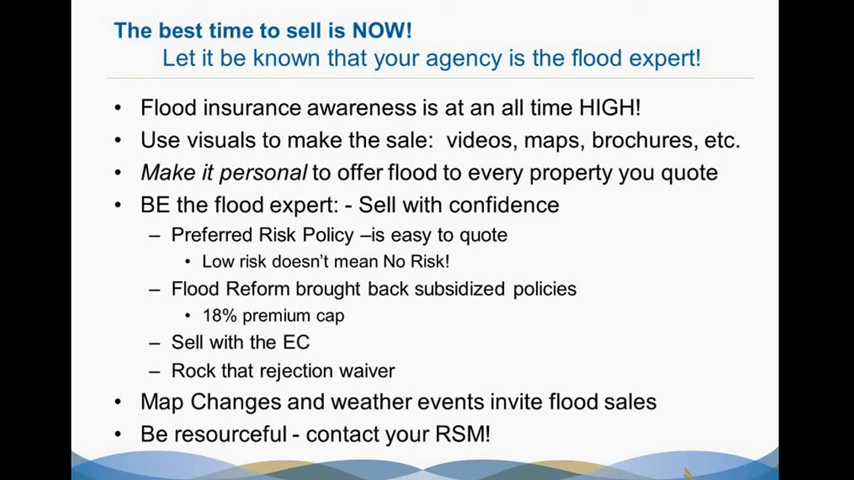 The best time to sell is NOW!
Let it be known that your agency is the flood expert!
• Flood insurance awareness is at an all time HIGH!
• Use visuals to make the sale: videos, maps, brochures, etc.
• Make it personal to offer flood to every property you quote
• BE the flood expert: - Sell with confidence
– Preferred Risk Policy –is easy to quote
• Low risk doesn't mean No Risk!
– Flood Reform brought back subsidized policies
• 18% premium cap
– Sell with the EC
– Rock that rejection waiver
• Map Changes and weather events invite flood sales
• Be resourceful - contact your RSM!